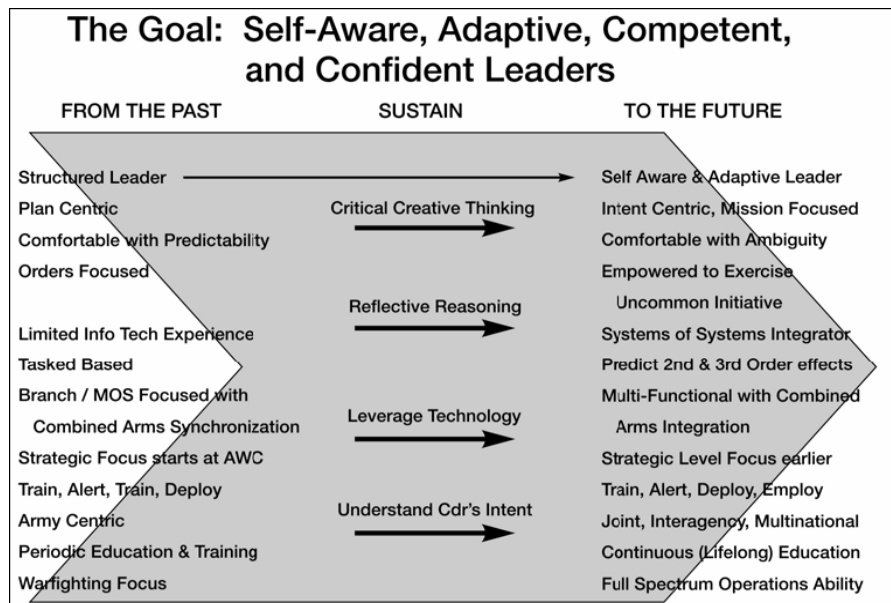 The Goal: Self-Aware, Adaptive, Competent,
and Confident Leaders
FROM THE PAST
SUSTAIN
TO THE FUTURE
Structured Leader
Plan Centric
Comfortable with Predictability
Orders Focused
Limited Info Tech Experience
Tasked Based
Branch / MOS Focused with
Combined Arms Synchronization
Strategic Focus starts at AWC
Train, Alert, Train, Deploy
Army Centric
Periodic Education & Training
Warfighting Focus
Critical Creative Thinking
Reflective Reasoning
Leverage Technology
Understand Cdr's Intent
Self Aware & Adaptive Leader
Intent Centric, Mission Focused
Comfortable with Ambiguity
Empowered to Exercise
Uncommon Initiative
Systems of Systems Integrator
Predict 2nd & 3rd Order effects
Multi-Functional with Combined
Arms Integration
Strategic Level Focus earlier
Train, Alert, Deploy, Employ
Joint, Interagency, Multinational
Continuous (Lifelong) Education
Full Spectrum Operations Ability